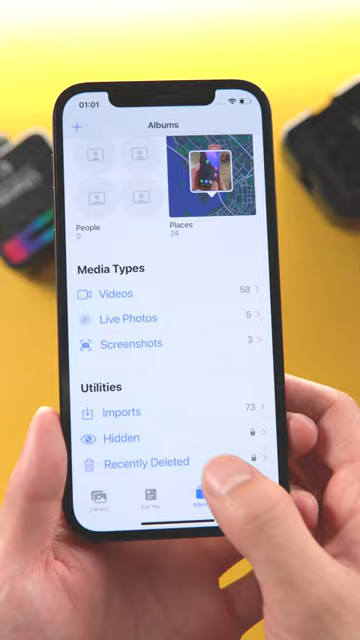 01:01
Albums
People
0
Places
24
Media Types
Videos 58
Live Photos 5
Screenshots 3
Utilities
Imports 73
Hidden
Recently Deleted
Library For You Albums